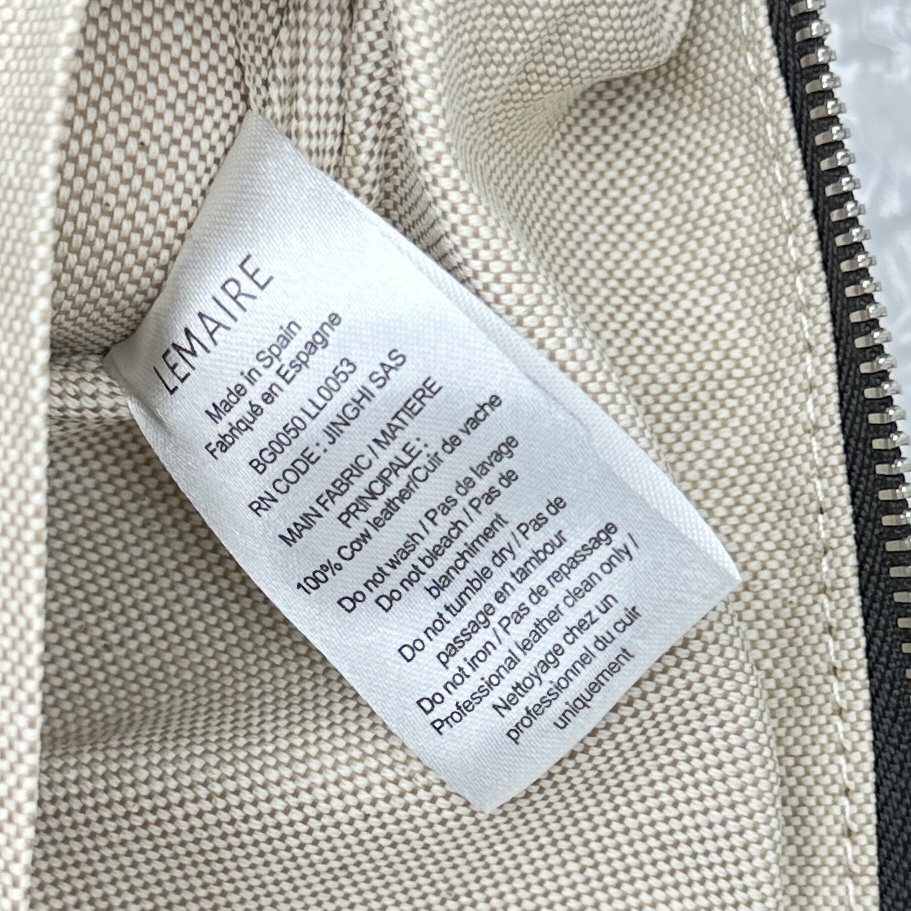 LEMAIRE
Made in Spain
Fabriqué en Espagne
BG0050 LL0053
RN CODE : JINGHI SAS
MAIN FABRIC / MATIERE
PRINCIPALE :
100% Cow leather/Cuir de vache
Do not wash / Pas de lavage
Do not bleach / Pas de
blanchiment
Do not tumble dry / Pas de
passage en tambour
Do not iron / Pas de repassage
Professional leather clean only /
Nettoyage chez un
professionnel du cuir
uniquement